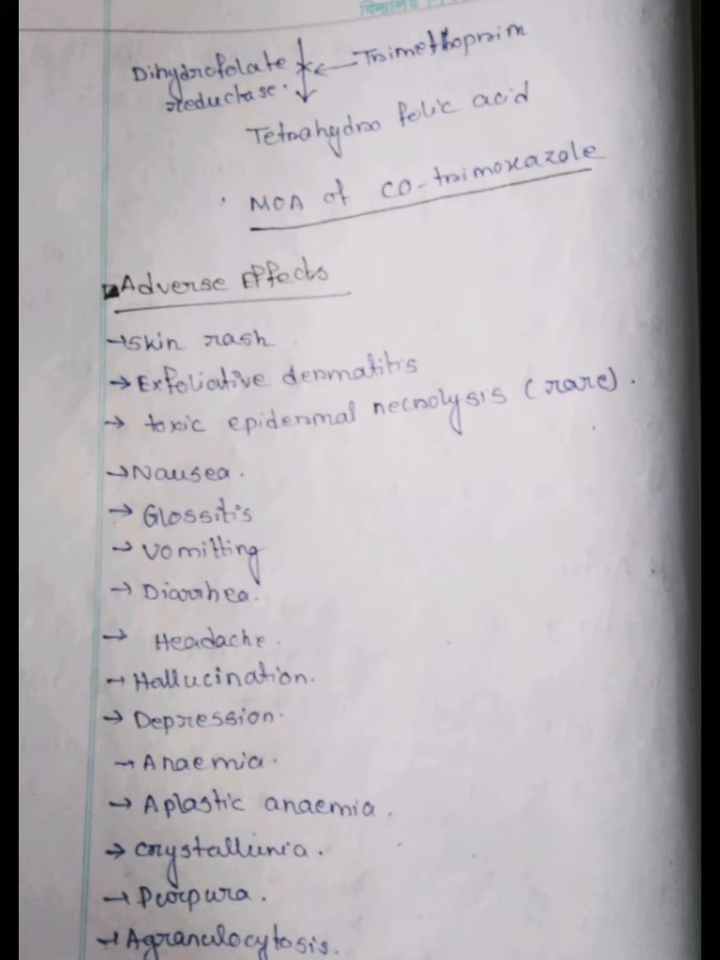 Dihydrofolate ← Trimethoprim
reductase.
Tetrahydro folic acid
MOA of CO-trimoxazole
Adverse Effects
→ Skin rash
→ Exfoliative dermatitis
→ toxic epidermal necrolysis (rare).
→ Nausea.
→ Glossitis
→ Vomitting
→ Diarrhea.
→ Headache.
→ Hallucination.
→ Depression.
→ Anaemia.
→ Aplastic anaemia.
→ Crystalluria.
→ Purpura.
→ Agranulocytosis.